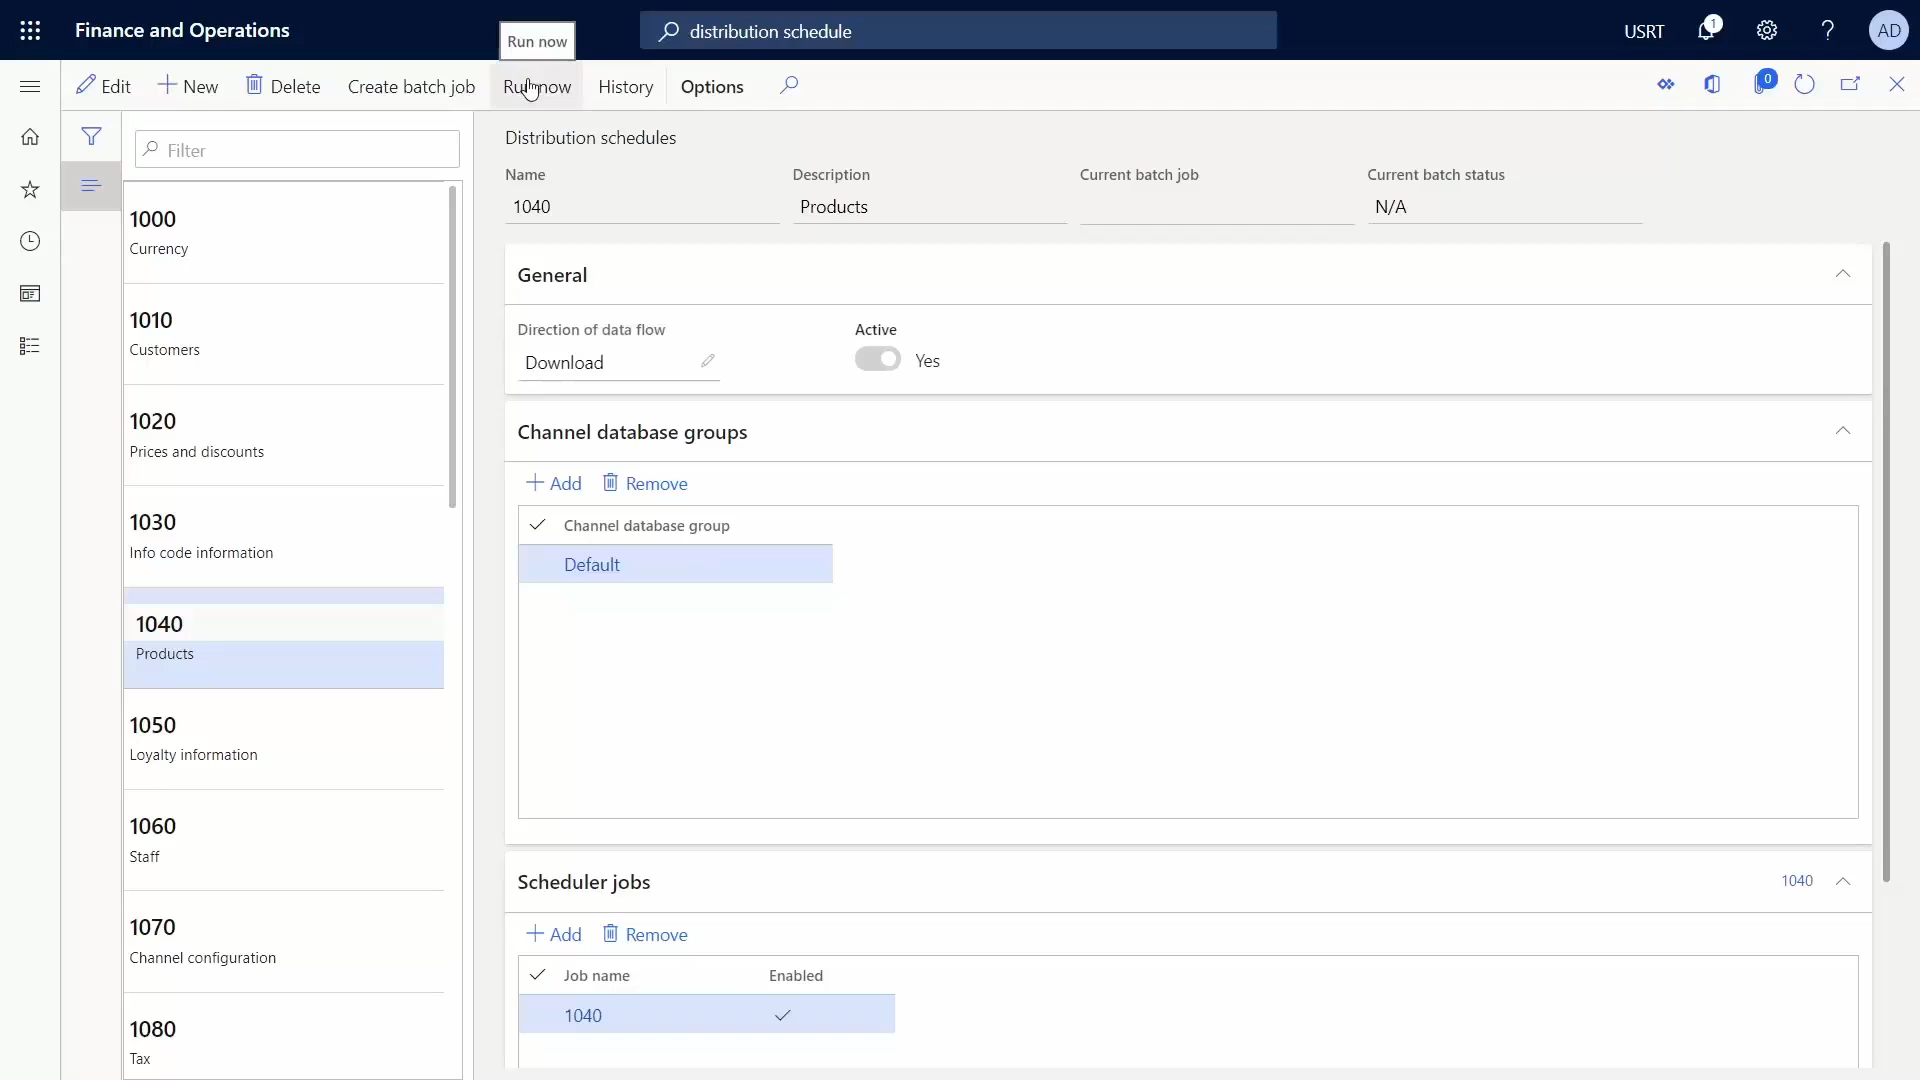 Finance and Operations
Run now
distribution schedule
USRT
1
?
AD
Edit
New
Delete
Create batch job
Run now
History
Options
0
Filter
1000
Currency
1010
Customers
1020
Prices and discounts
1030
Info code information
1040
Products
1050
Loyalty information
1060
Staff
1070
Channel configuration
1080
Tax
Distribution schedules
Name
Description
Current batch job
Current batch status
1040
Products
N/A
General
Direction of data flow
Active
Download
Yes
Channel database groups
Add
Remove
Channel database group
Default
Scheduler jobs
1040
Add
Remove
Job name
Enabled
1040